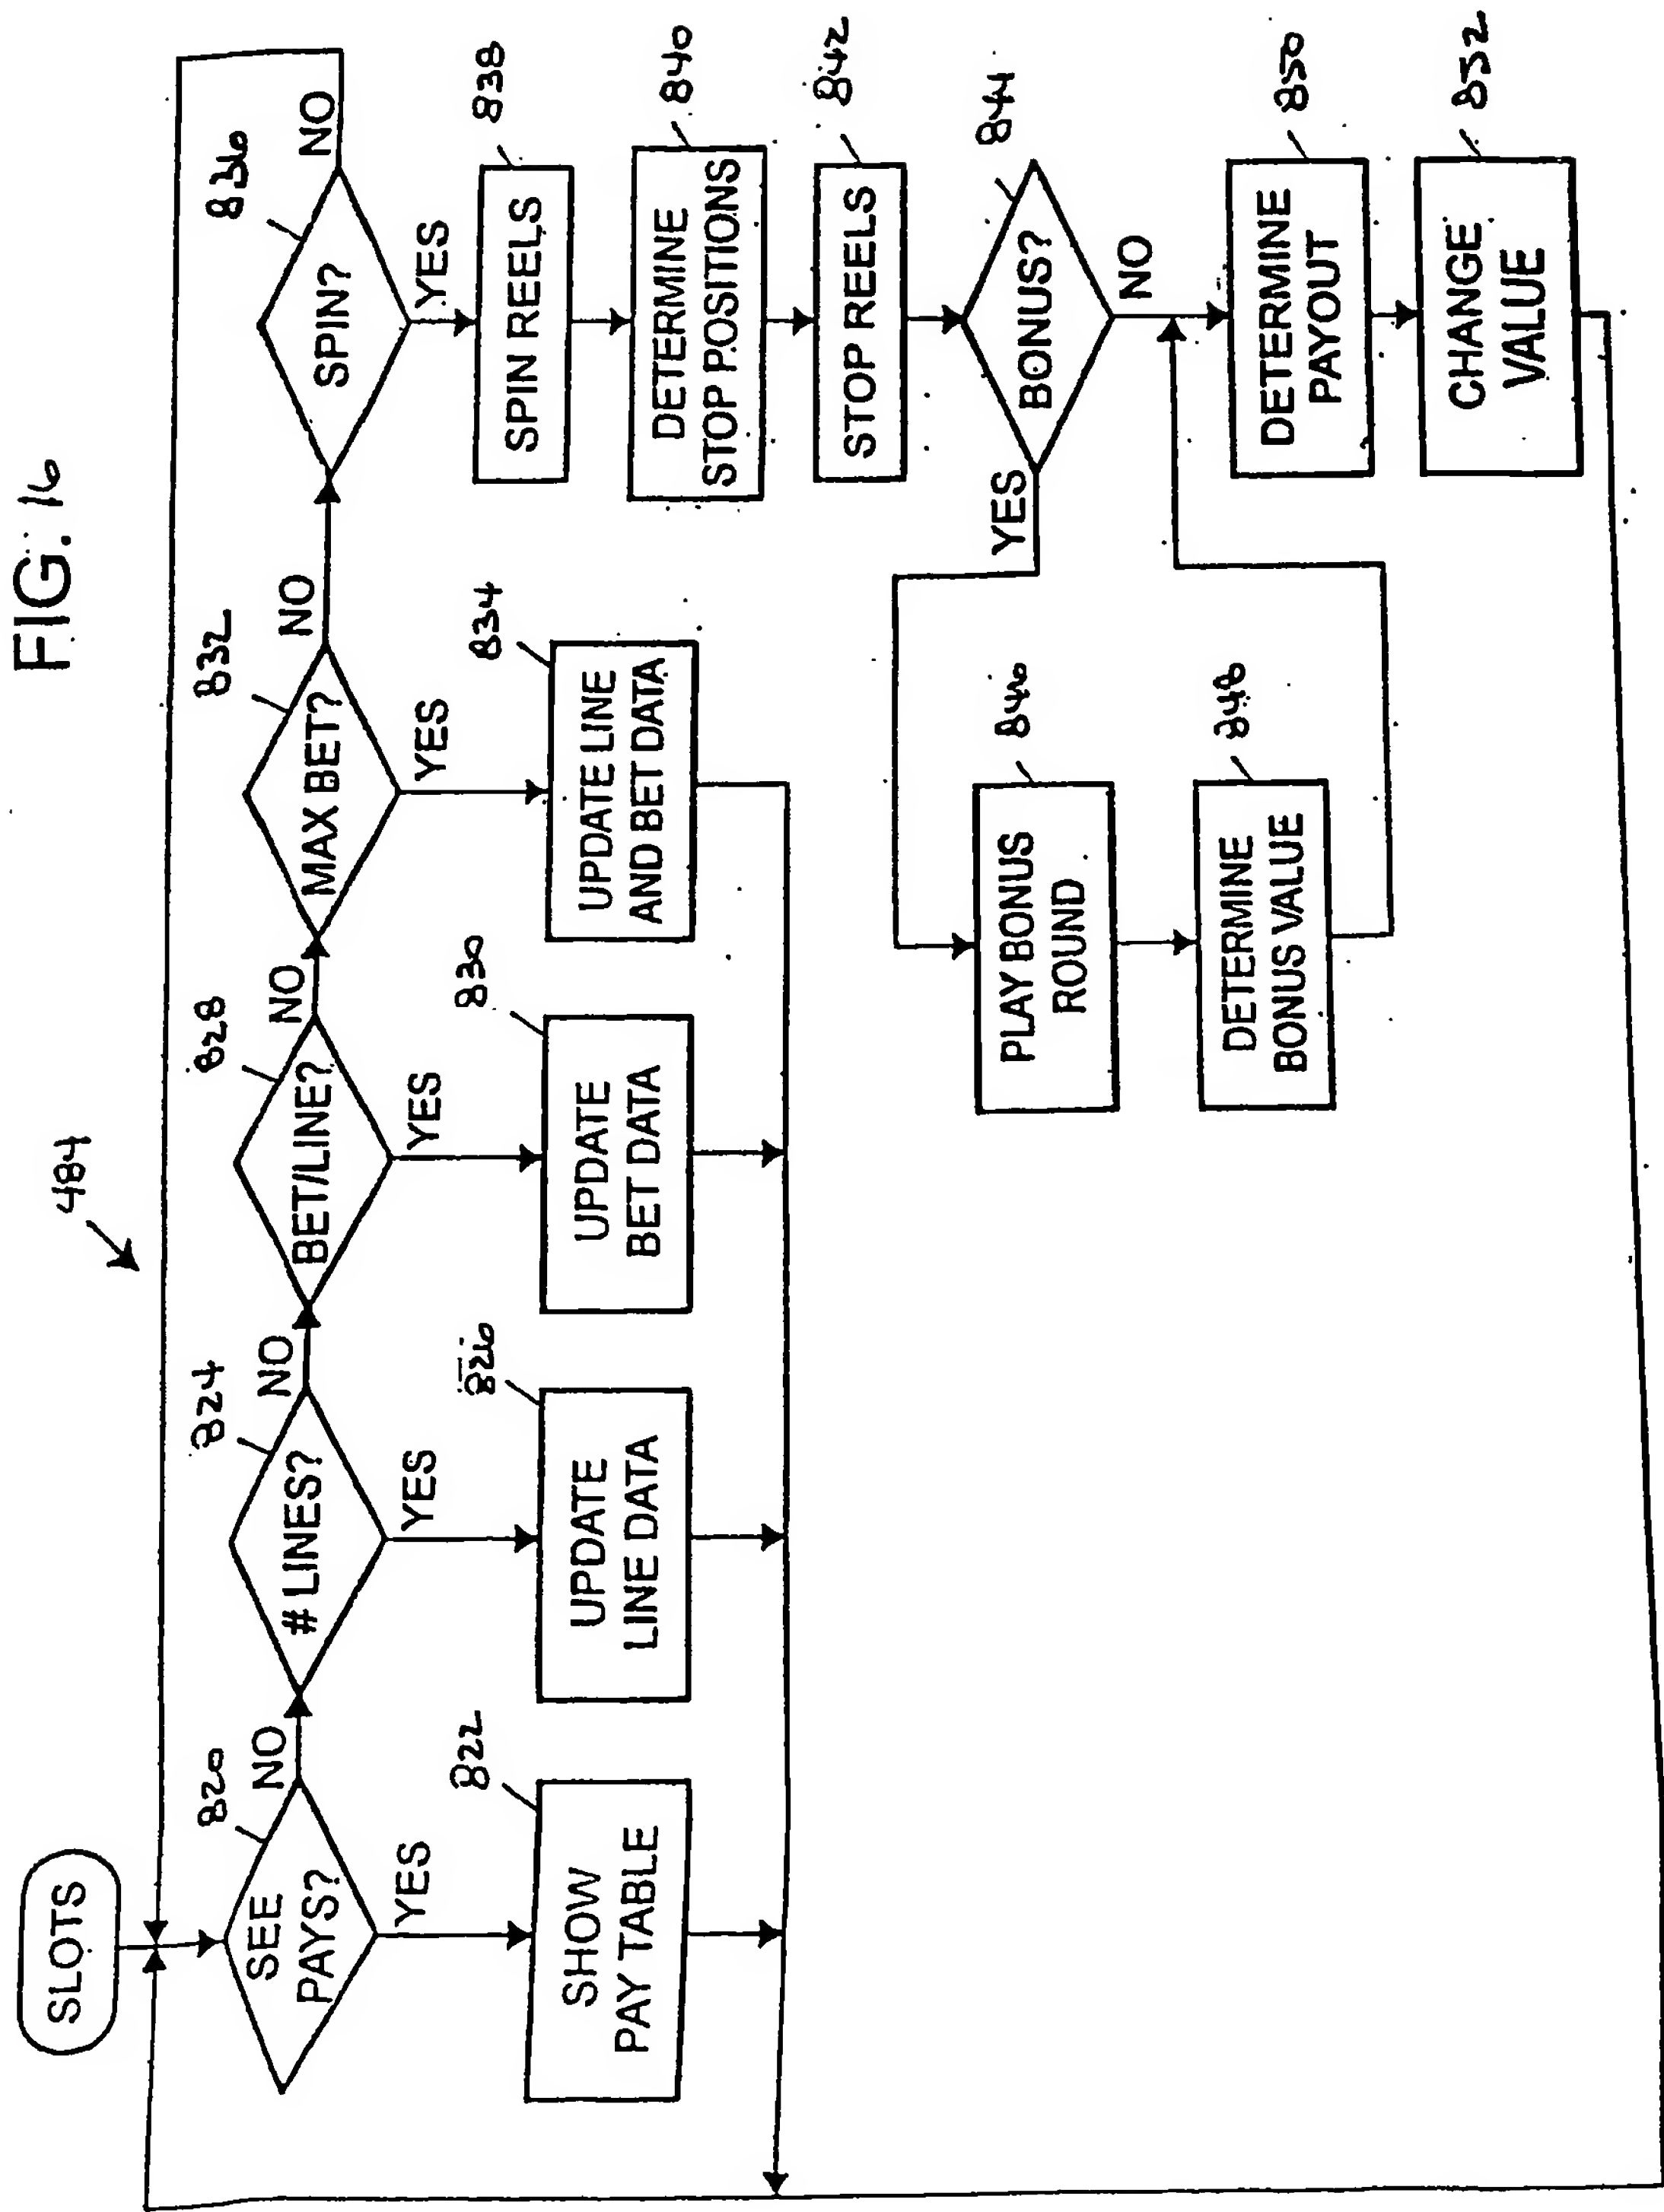 FIG. 16
484
SLOTS
820
SEE
PAYS?
NO
YES
822
SHOW
PAY TABLE
824
# LINES?
NO
YES
826
UPDATE
LINE DATA
828
BET/LINE?
NO
YES
830
UPDATE
BET DATA
832
MAX BET?
NO
YES
834
UPDATE LINE
AND BET DATA
836
SPIN?
NO
YES
838
SPIN REELS
840
DETERMINE
STOP POSITIONS
842
STOP REELS
844
BONUS?
YES
NO
846
PLAY BONUS
ROUND
848
DETERMINE
BONUS VALUE
850
DETERMINE
PAYOUT
852
CHANGE
VALUE